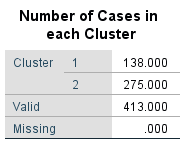 Number of Cases in
each Cluster
Cluster 1 138.000
2 275.000
Valid 413.000
Missing .000